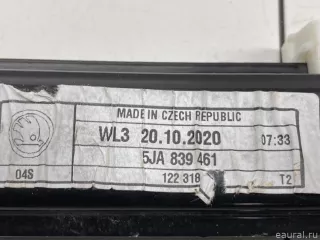 MADE IN CZECH REPUBLIC
WL3 20.10.2020 07:33
5JA 839 461
04S 122 318 T2
© eaural.ru